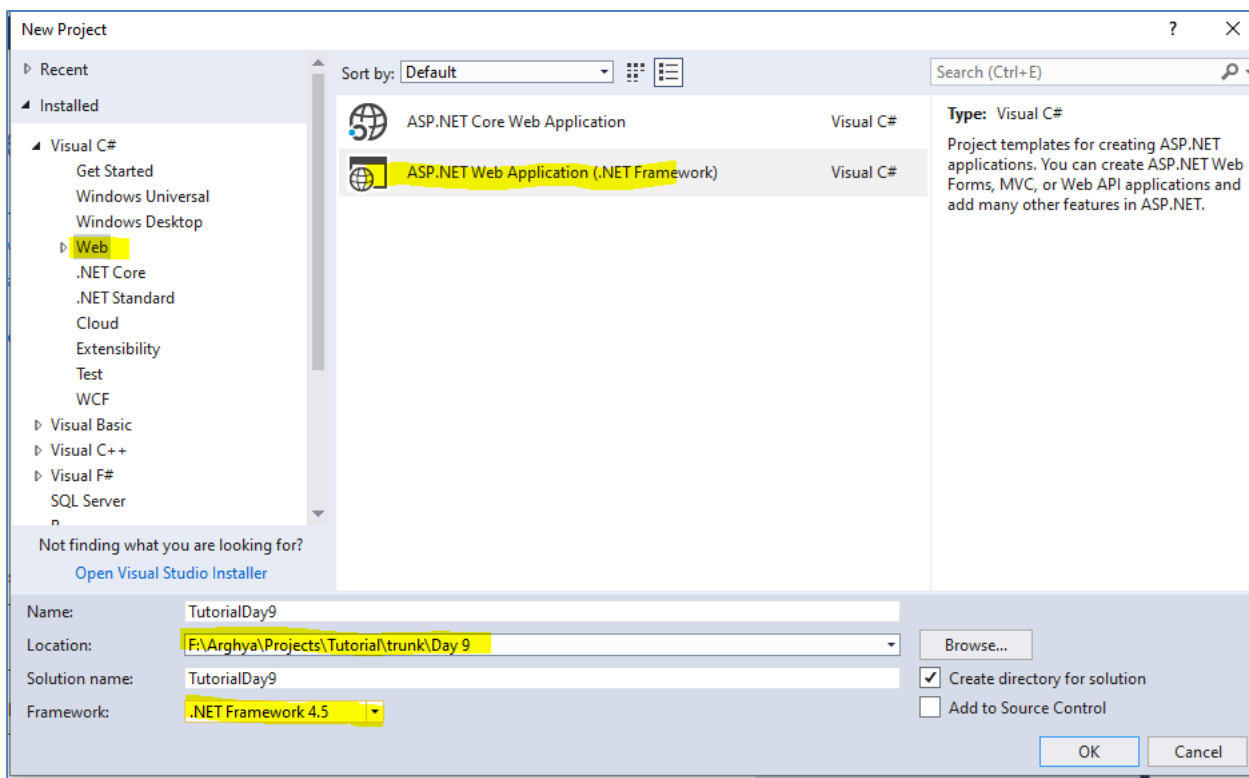 New Project
?
Recent
Installed
Visual C#
Get Started
Windows Universal
Windows Desktop
Web
.NET Core
.NET Standard
Cloud
Extensibility
Test
WCF
Visual Basic
Visual C++
Visual F#
SQL Server
Not finding what you are looking for?
Open Visual Studio Installer
Sort by: Default
ASP.NET Core Web Application Visual C#
ASP.NET Web Application (.NET Framework) Visual C#
Search (Ctrl+E)
Type: Visual C#
Project templates for creating ASP.NET
applications. You can create ASP.NET Web
Forms, MVC, or Web API applications and
add many other features in ASP.NET.
Name: TutorialDay9
Location: F:\Arghya\Projects\Tutorial\trunk\Day 9
Browse...
Solution name: TutorialDay9
Create directory for solution
Framework: .NET Framework 4.5
Add to Source Control
OK Cancel